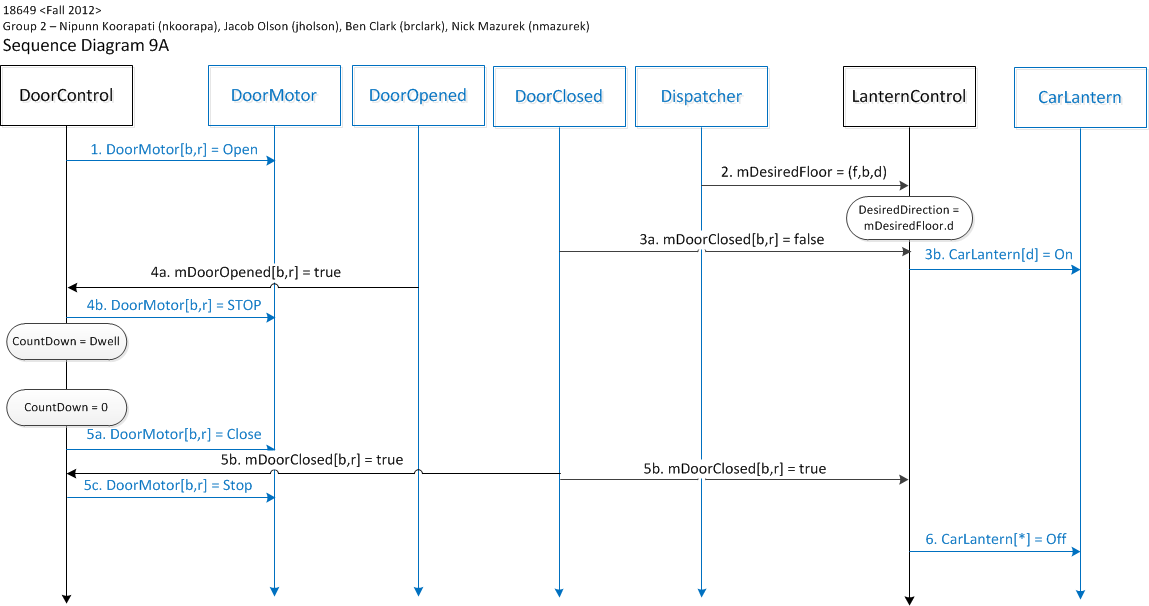 18649 <Fall 2012>
Group 2 – Nipunn Koorapati (nkoorapa), Jacob Olson (jholson), Ben Clark (brclark), Nick Mazurek (nmazurek)
Sequence Diagram 9A
DoorControl
DoorMotor
DoorOpened
DoorClosed
Dispatcher
LanternControl
CarLantern
1. DoorMotor[b,r] = Open
2. mDesiredFloor = (f,b,d)
DesiredDirection =
mDesiredFloor.d
3a. mDoorClosed[b,r] = false
3b. CarLantern[d] = On
4a. mDoorOpened[b,r] = true
4b. DoorMotor[b,r] = STOP
CountDown = Dwell
CountDown = 0
5a. DoorMotor[b,r] = Close
5b. mDoorClosed[b,r] = true
5b. mDoorClosed[b,r] = true
5c. DoorMotor[b,r] = Stop
6. CarLantern[*] = Off